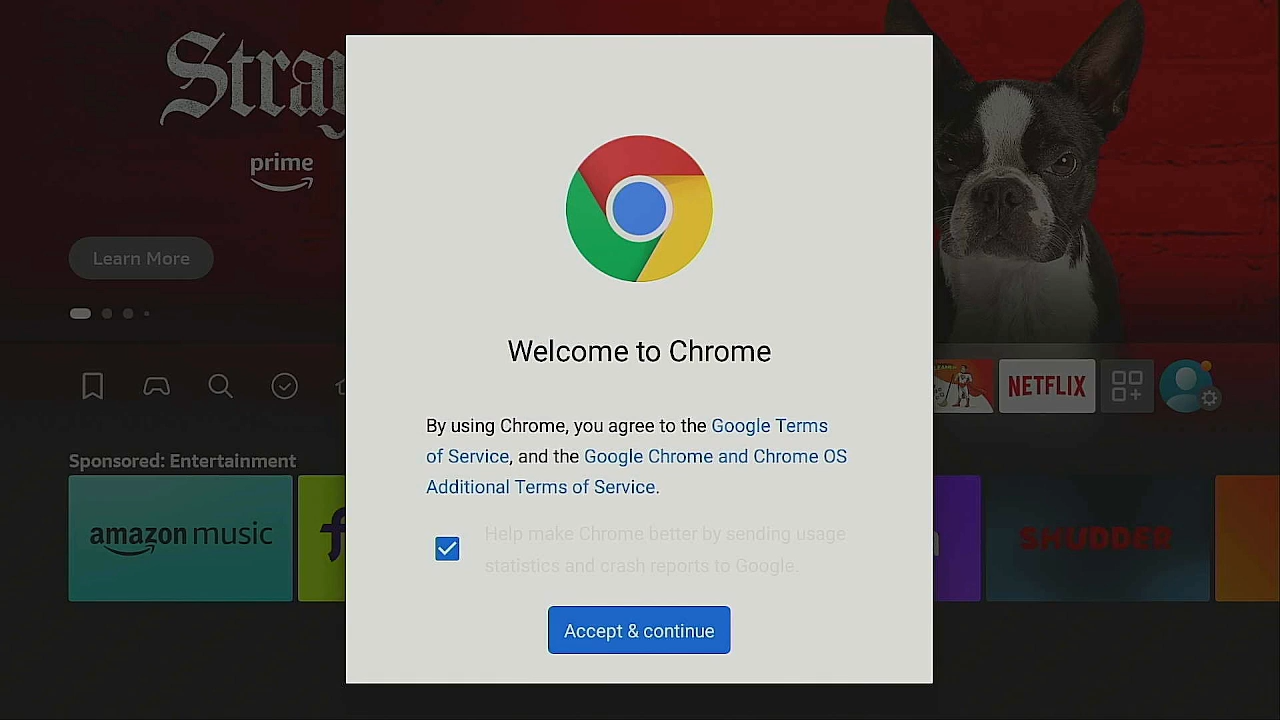 Stray
prime
Learn More
NETFLIX
Sponsored: Entertainment
amazon music
f
SHUDDER
Welcome to Chrome
By using Chrome, you agree to the Google Terms
of Service, and the Google Chrome and Chrome OS
Additional Terms of Service.
Help make Chrome better by sending usage
statistics and crash reports to Google.
Accept & continue